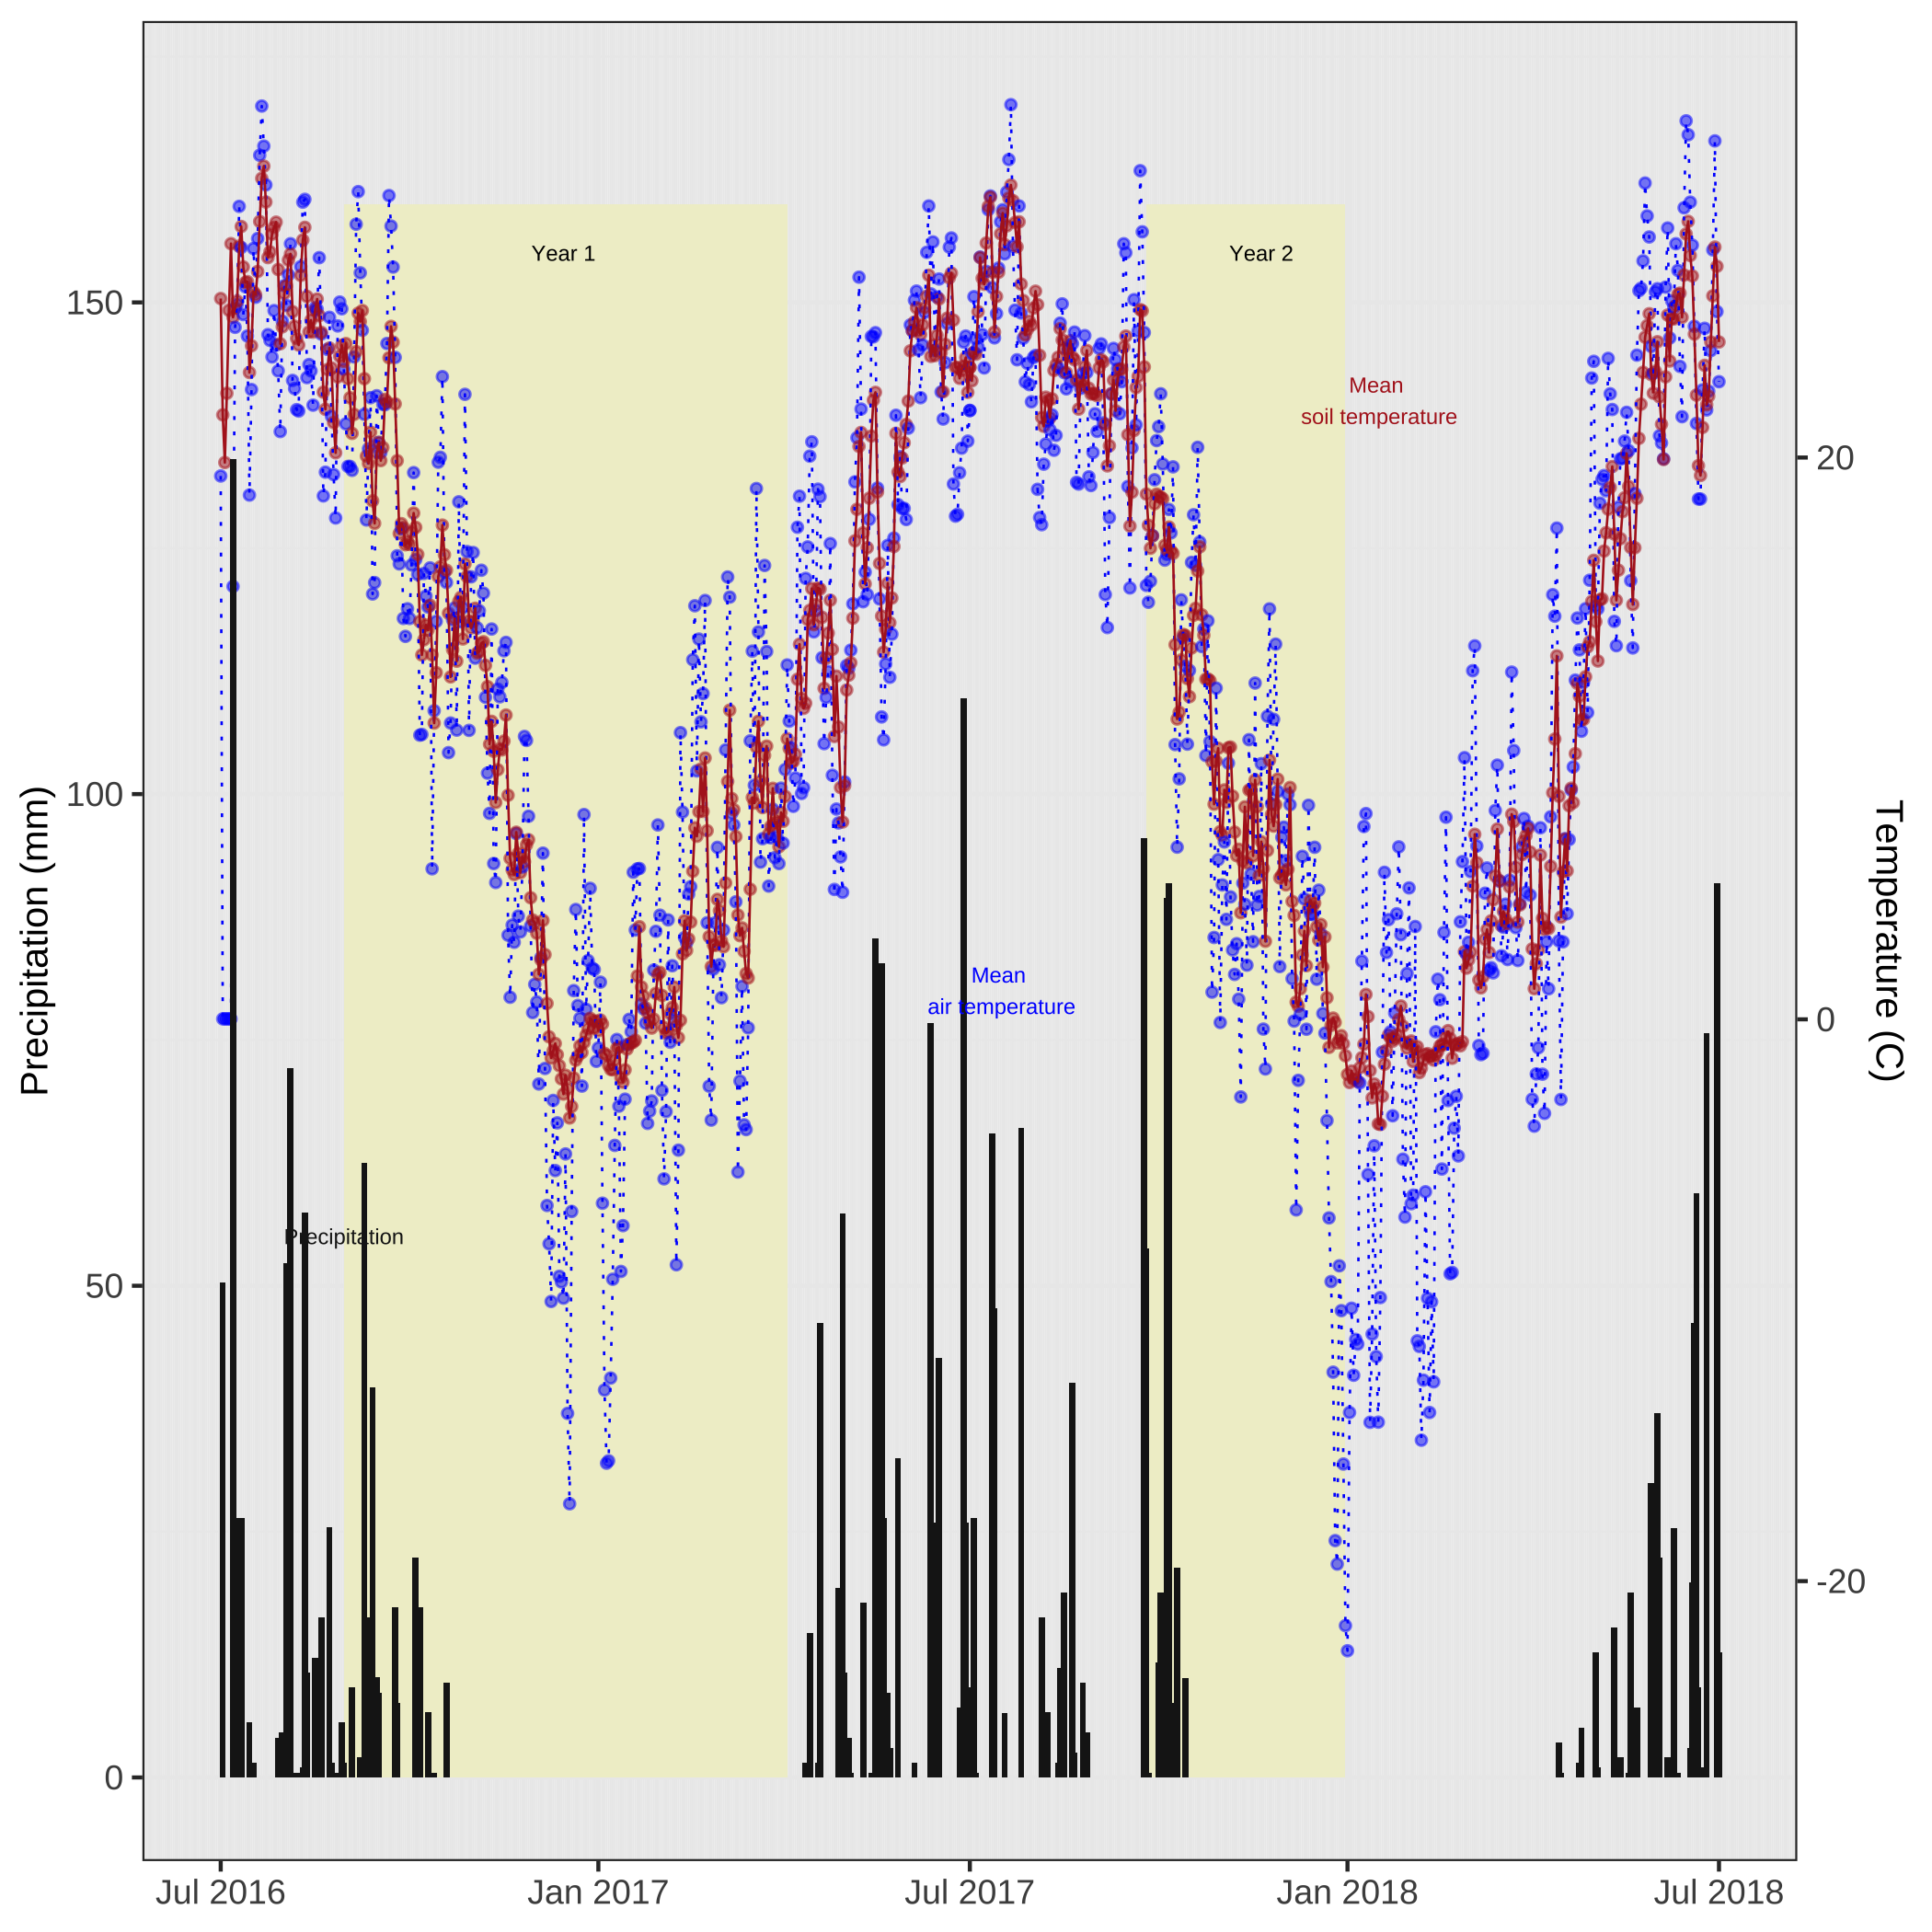 Year 1
Year 2
150
Mean
soil temperature
20
100
Precipitation (mm)
Temperature (C)
Mean
air temperature
0
Precipitation
50
-20
0
Jul 2016
Jan 2017
Jul 2017
Jan 2018
Jul 2018